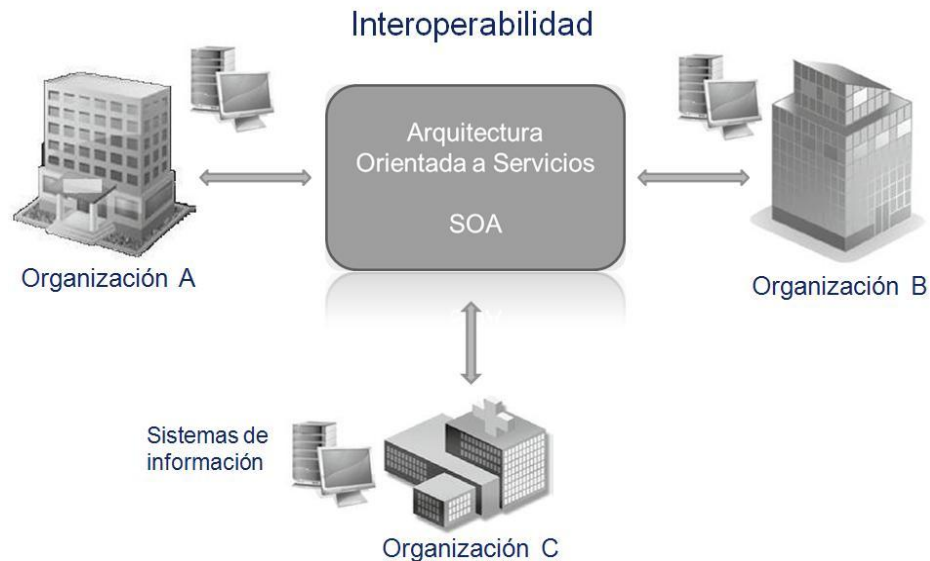 Interoperabilidad
Arquitectura
Orientada a Servicios
SOA
Organización A
Organización B
Sistemas de
información
Organización C